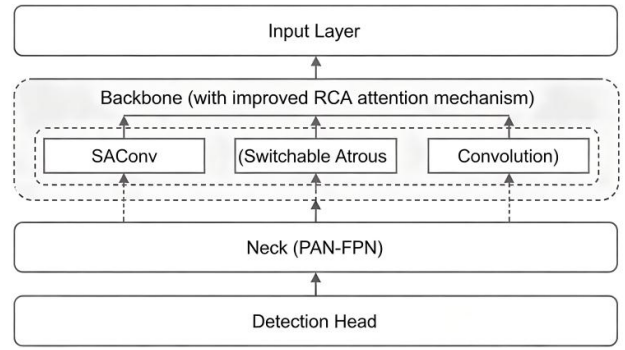 Input Layer
Backbone (with improved RCA attention mechanism)
SAConv (Switchable Atrous Convolution)
Neck (PAN-FPN)
Detection Head